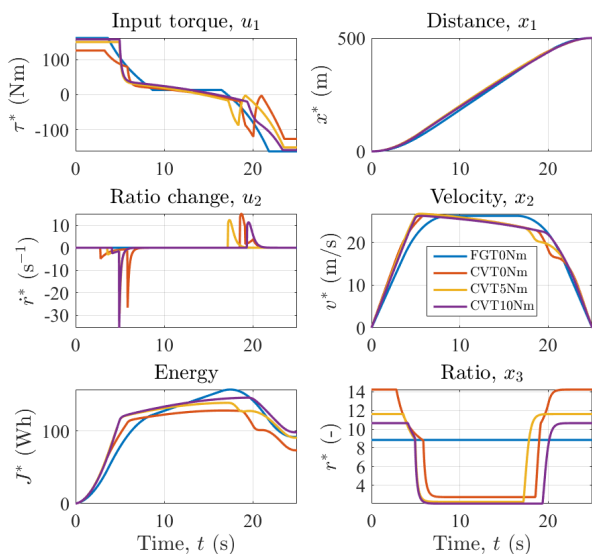 Input torque, u₁
τ* (Nm)
100
0
-100
0
10
20
Distance, x₁
x* (m)
500
0
0
10
20
Ratio change, u₂
ṙ* (s⁻¹)
10
0
-10
-20
-30
0
10
20
Velocity, x₂
v* (m/s)
20
0
0
10
20
FGT0Nm
CVT0Nm
CVT5Nm
CVT10Nm
Energy
J* (Wh)
100
0
0
10
20
Time, t (s)
Ratio, x₃
r* (-)
14
12
10
8
6
4
0
10
20
Time, t (s)